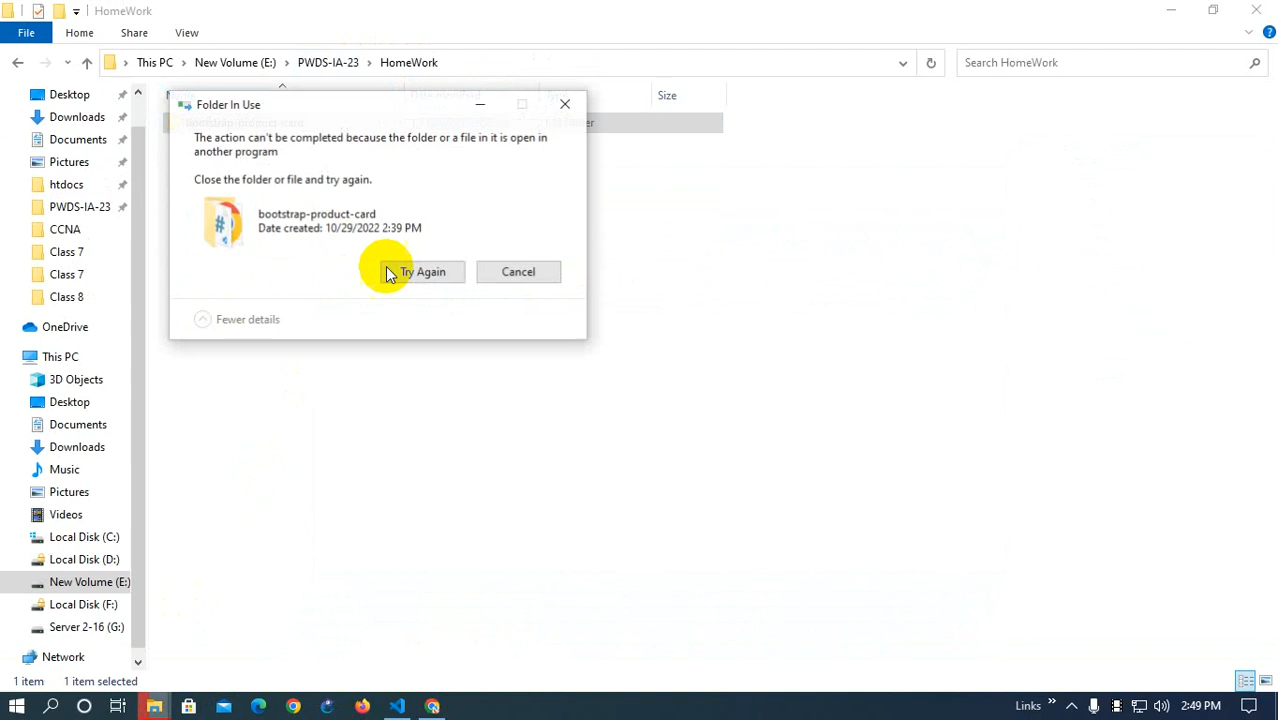 HomeWork
File
Home
Share
View
This PC
New Volume (E:)
PWDS-IA-23
HomeWork
Search HomeWork
Desktop
Downloads
Documents
Pictures
htdocs
PWDS-IA-23
CCNA
Class 7
Class 7
Class 8
OneDrive
This PC
3D Objects
Desktop
Documents
Downloads
Music
Pictures
Videos
Local Disk (C:)
Local Disk (D:)
New Volume (E:)
Local Disk (F:)
Server 2-16 (G:)
Network
Size
Folder In Use
The action can't be completed because the folder or a file in it is open in
another program
Close the folder or file and try again.
#
bootstrap-product-card
Date created: 10/29/2022 2:39 PM
Try Again
Cancel
Fewer details
1 item
1 item selected
Links
2:49 PM